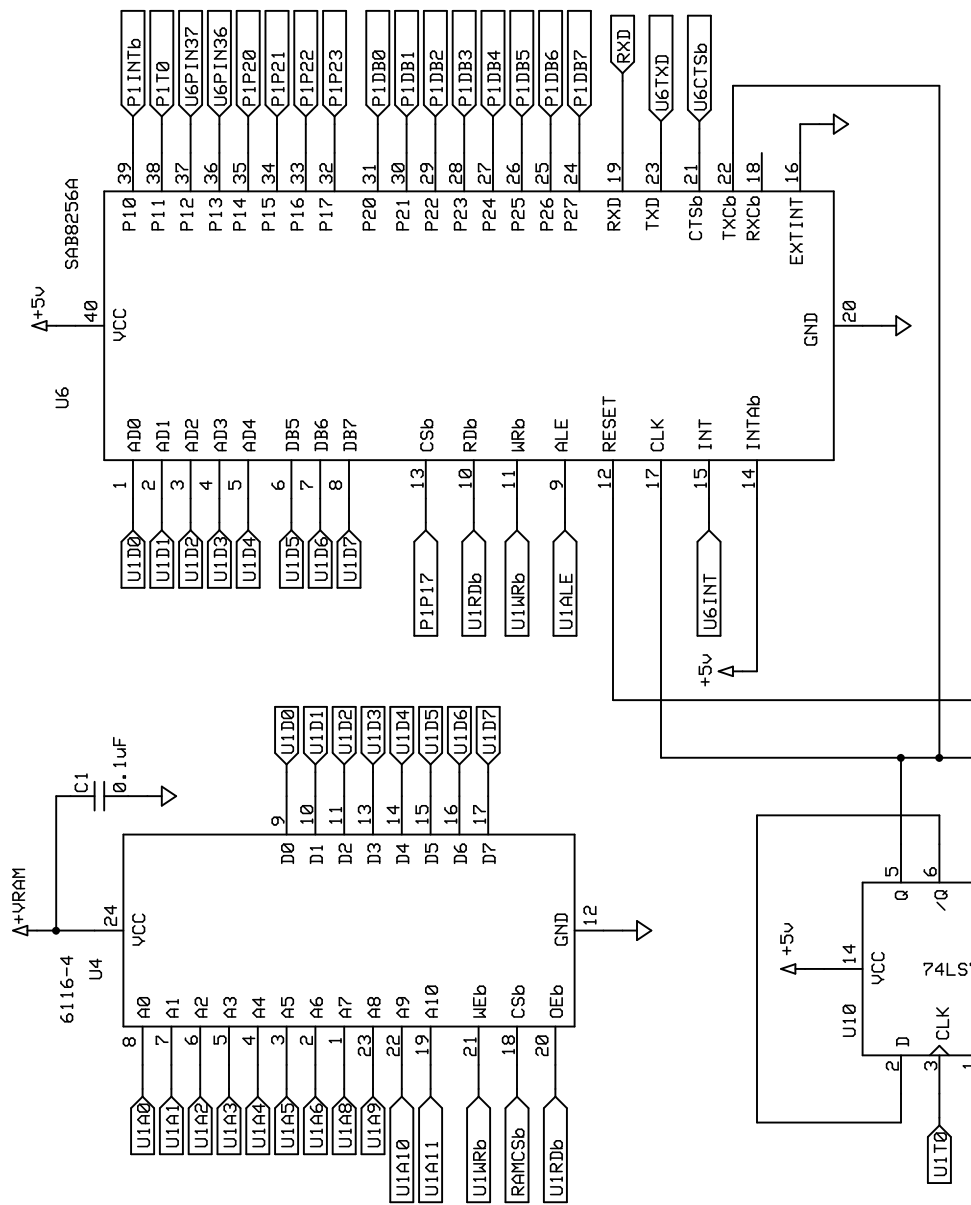 P1INTb
P1T0
U6PIN37
U6PIN36
P1P20
P1P21
P1P22
P1P23
P1DB0
P1DB1
P1DB2
P1DB3
P1DB4
P1DB5
P1DB6
P1DB7
RXD
U6TXD
U6CTSb
39
38
37
36
35
34
33
32
31
30
29
28
27
26
25
24
19
23
21
22
18
16
P10
P11
P12
P13
P14
P15
P16
P17
P20
P21
P22
P23
P24
P25
P26
P27
RXD
TXD
CTSb
TXCb
RXCb
EXTINT
SAB8256A
+5v
40
VCC
GND
20
U6
AD0
AD1
AD2
AD3
AD4
DB5
DB6
DB7
CSb
RDb
WRb
ALE
RESET
CLK
INT
INTAb
1
2
3
4
5
6
7
8
13
10
11
9
12
17
15
14
U1D0
U1D1
U1D2
U1D3
U1D4
U1D5
U1D6
U1D7
P1P17
U1RDb
U1WRb
U1ALE
U6INT
+5v
U1D0
U1D1
U1D2
U1D3
U1D4
U1D5
U1D6
U1D7
C1
0.1uF
9
10
11
13
14
15
16
17
D0
D1
D2
D3
D4
D5
D6
D7
+VRAM
24
VCC
GND
12
6116-4
U4
A0
A1
A2
A3
A4
A5
A6
A7
A8
A9
A10
WEb
CSb
OEb
8
7
6
5
4
3
2
1
23
22
19
21
18
20
U1A0
U1A1
U1A2
U1A3
U1A4
U1A5
U1A6
U1A8
U1A9
U1A10
U1A11
U1WRb
RAMCSb
U1RDb
5
6
Q
/Q
+5v
14
VCC
74LS
U10
D
CLK
2
3
1
U1T0